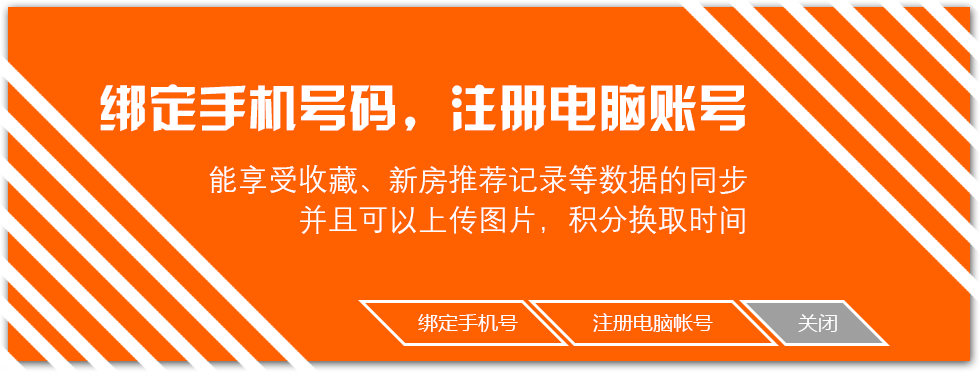 绑定手机号码，注册电脑账号
能享受收藏、新房推荐记录等数据的同步
并且可以上传图片，积分换取时间
绑定手机号
注册电脑帐号
关闭